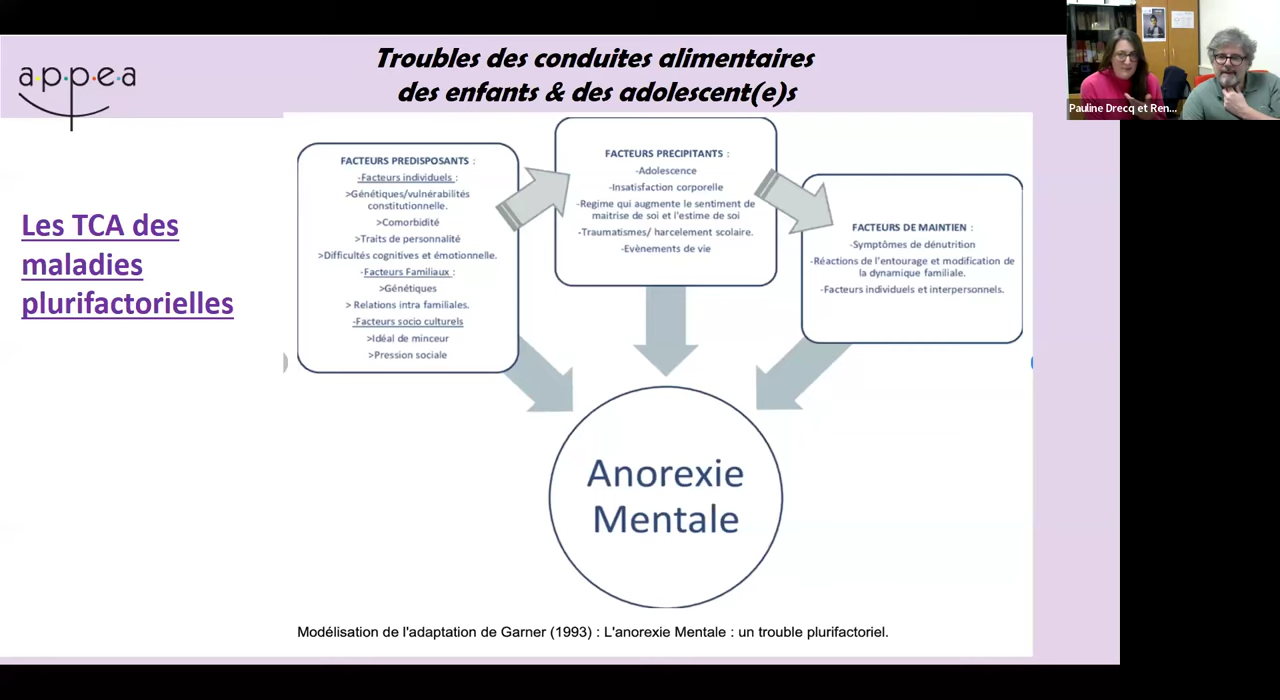 Troubles des conduites alimentaires
des enfants & des adolescent(e)s
a.p.p.e.a
Pauline Drecq et Ren...
Les TCA des
maladies
plurifactorielles
FACTEURS PREDISPOSANTS :
-Facteurs individuels :
>Génétiques/vulnérabilités
constitutionnelle.
>Comorbidité
>Traits de personnalité
>Difficultés cognitives et émotionnelle.
-Facteurs Familiaux :
>Génétiques
> Relations intra familiales.
-Facteurs socio culturels
>Idéal de minceur
>Pression sociale
FACTEURS PRECIPITANTS :
-Adolescence
-Insatisfaction corporelle
-Regime qui augmente le sentiment de
maitrise de soi et l'estime de soi
-Traumatismes/ harcelement scolaire.
-Evènements de vie
FACTEURS DE MAINTIEN :
-Symptômes de dénutrition
-Réactions de l'entourage et modification de
la dynamique familiale.
-Facteurs individuels et interpersonnels.
Anorexie
Mentale
Modélisation de l'adaptation de Garner (1993) : L'anorexie Mentale : un trouble plurifactoriel.